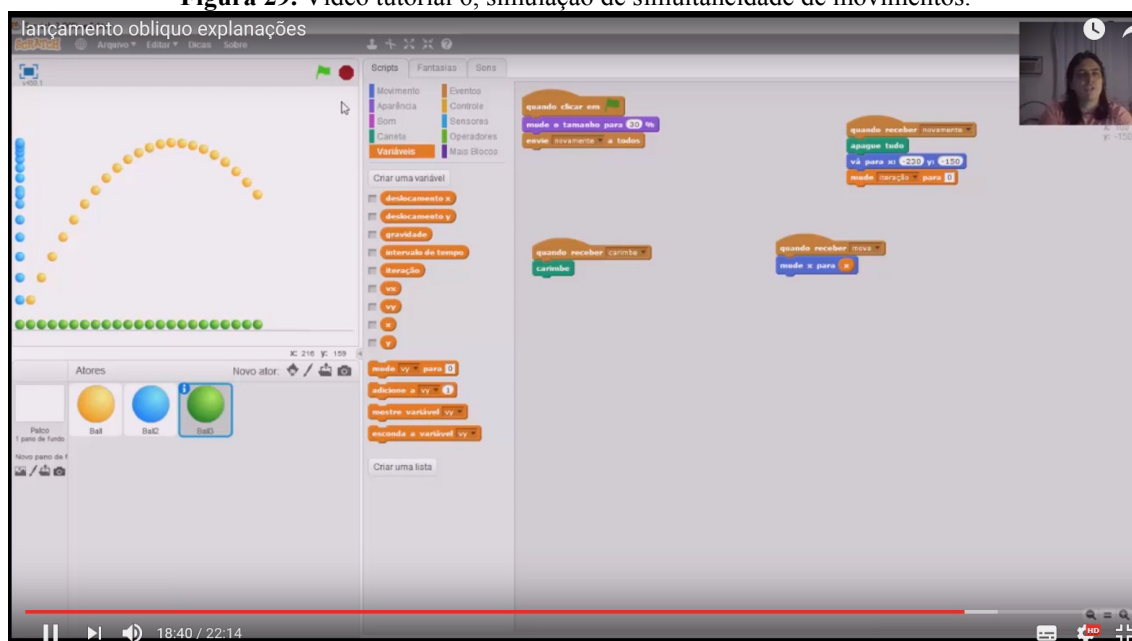 Figura 29. Vídeo tutorial 6, simulação de simultaneidade de movimentos.
lançamento obliquo explanações
SCRATCH Arquivo Editar Dicas Sobre
v450.1
Scripts Fantasias Sons
Movimento Eventos
Aparência Controle
Som Sensores
Caneta Operadores
Variáveis Mais Blocos
Criar uma variável
deslocamento x
deslocamento y
gravidade
intervalo de tempo
iteração
vx
vy
x
y
mude vy para 0
adicione a vy 1
mostre variável vy
esconda a variável vy
Criar uma lista
quando clicar em
mude o tamanho para 30 %
envie novamente a todos
quando receber novamente
apague tudo
vá para x: -230 y: -150
mude iteração para 0
quando receber carimbe
carimbe
quando receber mova
mude x para x
y: -150
X: 216 Y: 159
Atores Novo ator:
Palco
1 pano de fundo
Novo pano de f
Ball Ball2 Ball3
18:40 / 22:14
HD